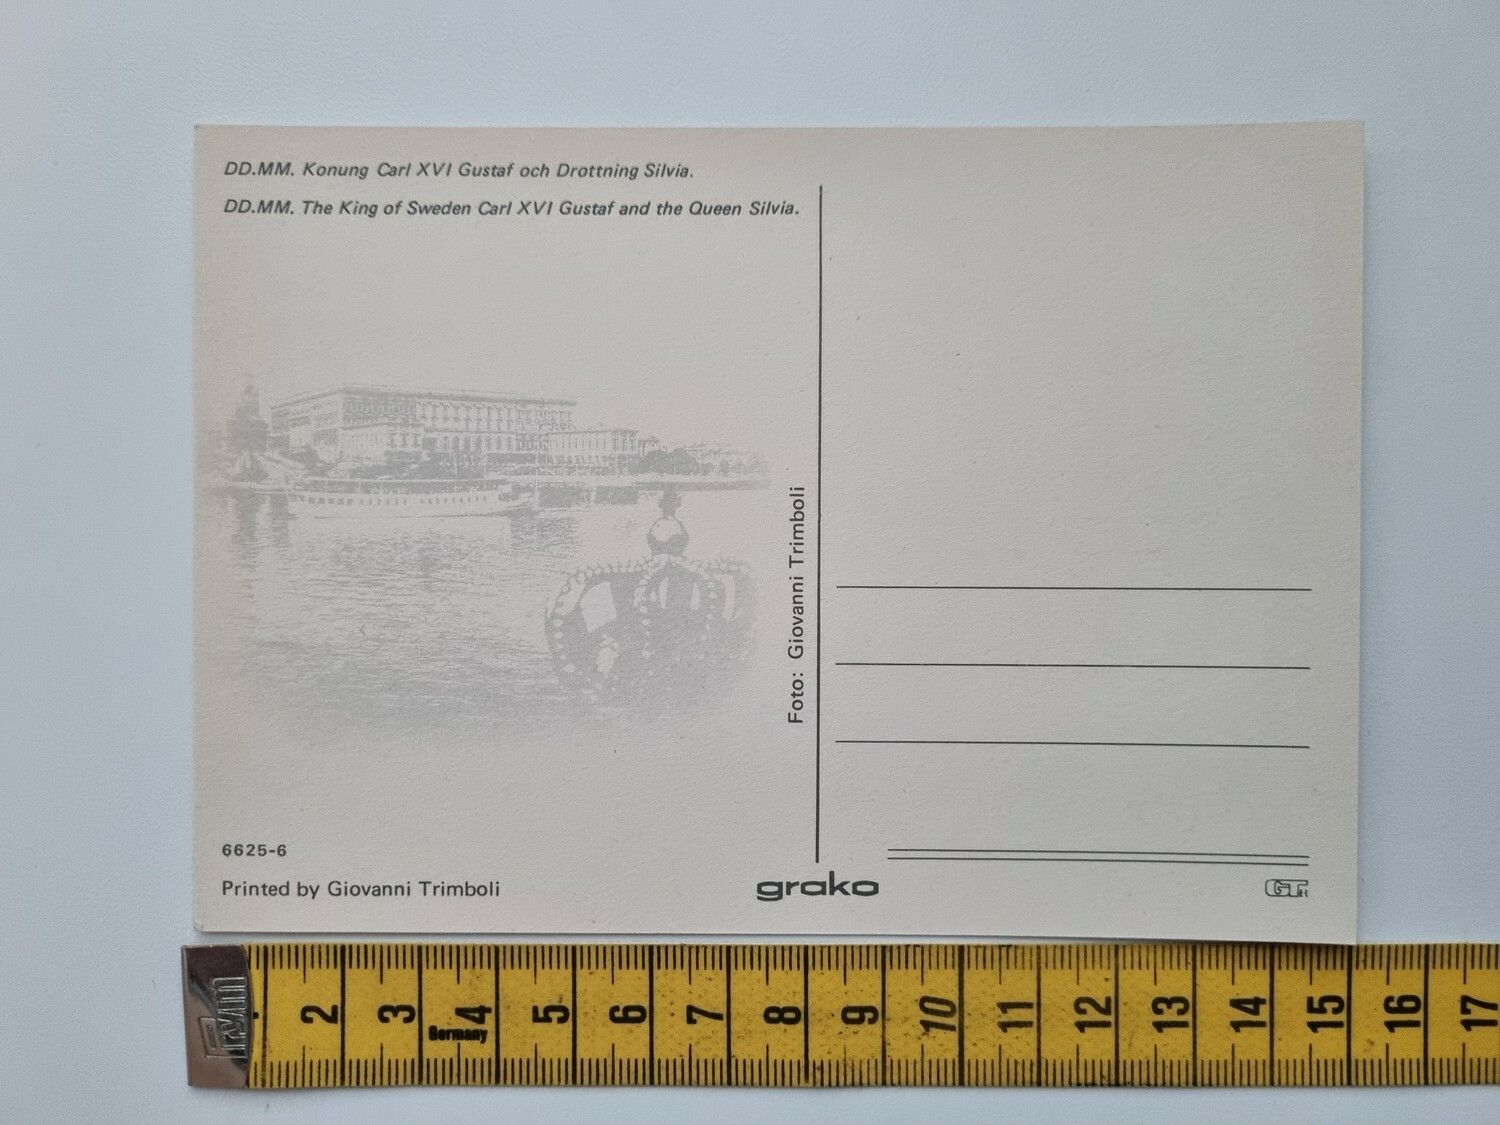 DD.MM. Konung Carl XVI Gustaf och Drottning Silvia.
DD.MM. The King of Sweden Carl XVI Gustaf and the Queen Silvia.
Foto: Giovanni Trimboli
6625-6
Printed by Giovanni Trimboli
grako
2 3 4 5 6 7 8 9 10 11 12 13 14 15 16 17
Germany